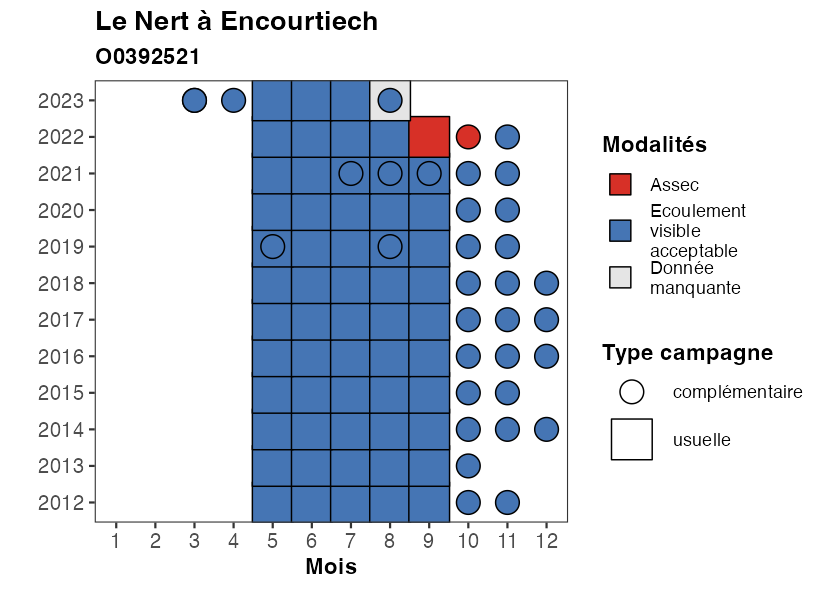 Le Nert à Encourtiech
O0392521
2023
2022
2021
2020
2019
2018
2017
2016
2015
2014
2013
2012
1 2 3 4 5 6 7 8 9 10 11 12
Mois
Modalités
Assec
Ecoulement
visible
acceptable
Donnée
manquante
Type campagne
complémentaire
usuelle